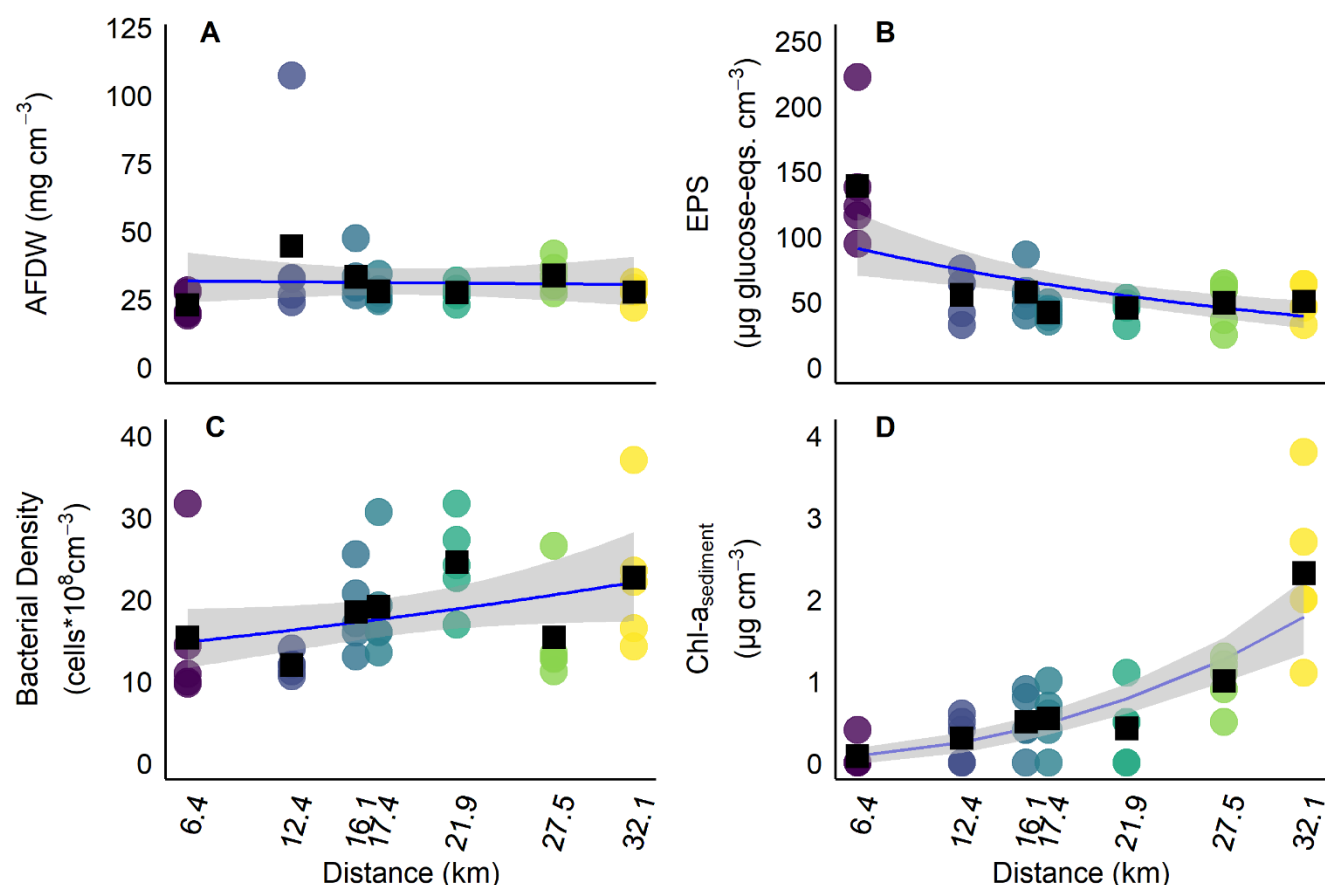 A
AFDW (mg cm⁻³)
125
100
75
50
25
0
B
EPS
(µg glucose-eqs. cm⁻³)
250
200
150
100
50
0
C
Bacterial Density
(cells*10⁸cm⁻³)
40
30
20
10
0
6.4
12.4
16.1
17.4
21.9
27.5
32.1
Distance (km)
D
Chl-a_sediment
(µg cm⁻³)
4
3
2
1
0
6.4
12.4
16.1
17.4
21.9
27.5
32.1
Distance (km)